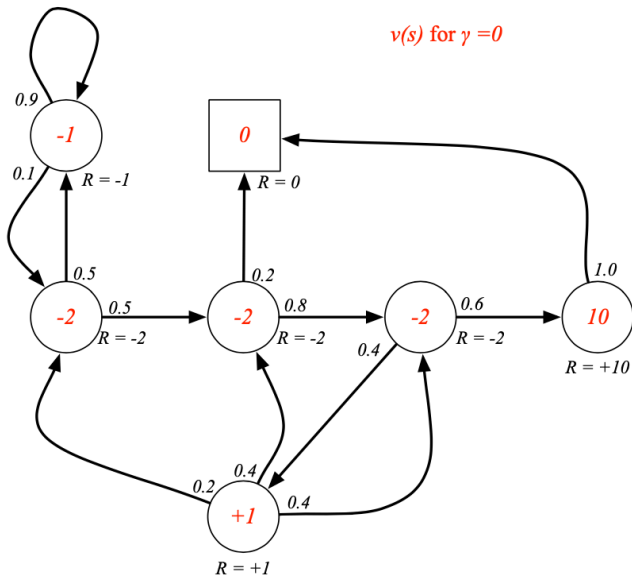 v(s) for γ =0
0.9
-1
0
0.1
R = -1
R = 0
0.5
0.2
1.0
0.5
0.8
0.6
-2
-2
-2
10
R = -2
R = -2
R = -2
0.4
R = +10
0.4
0.2
0.4
+1
R = +1